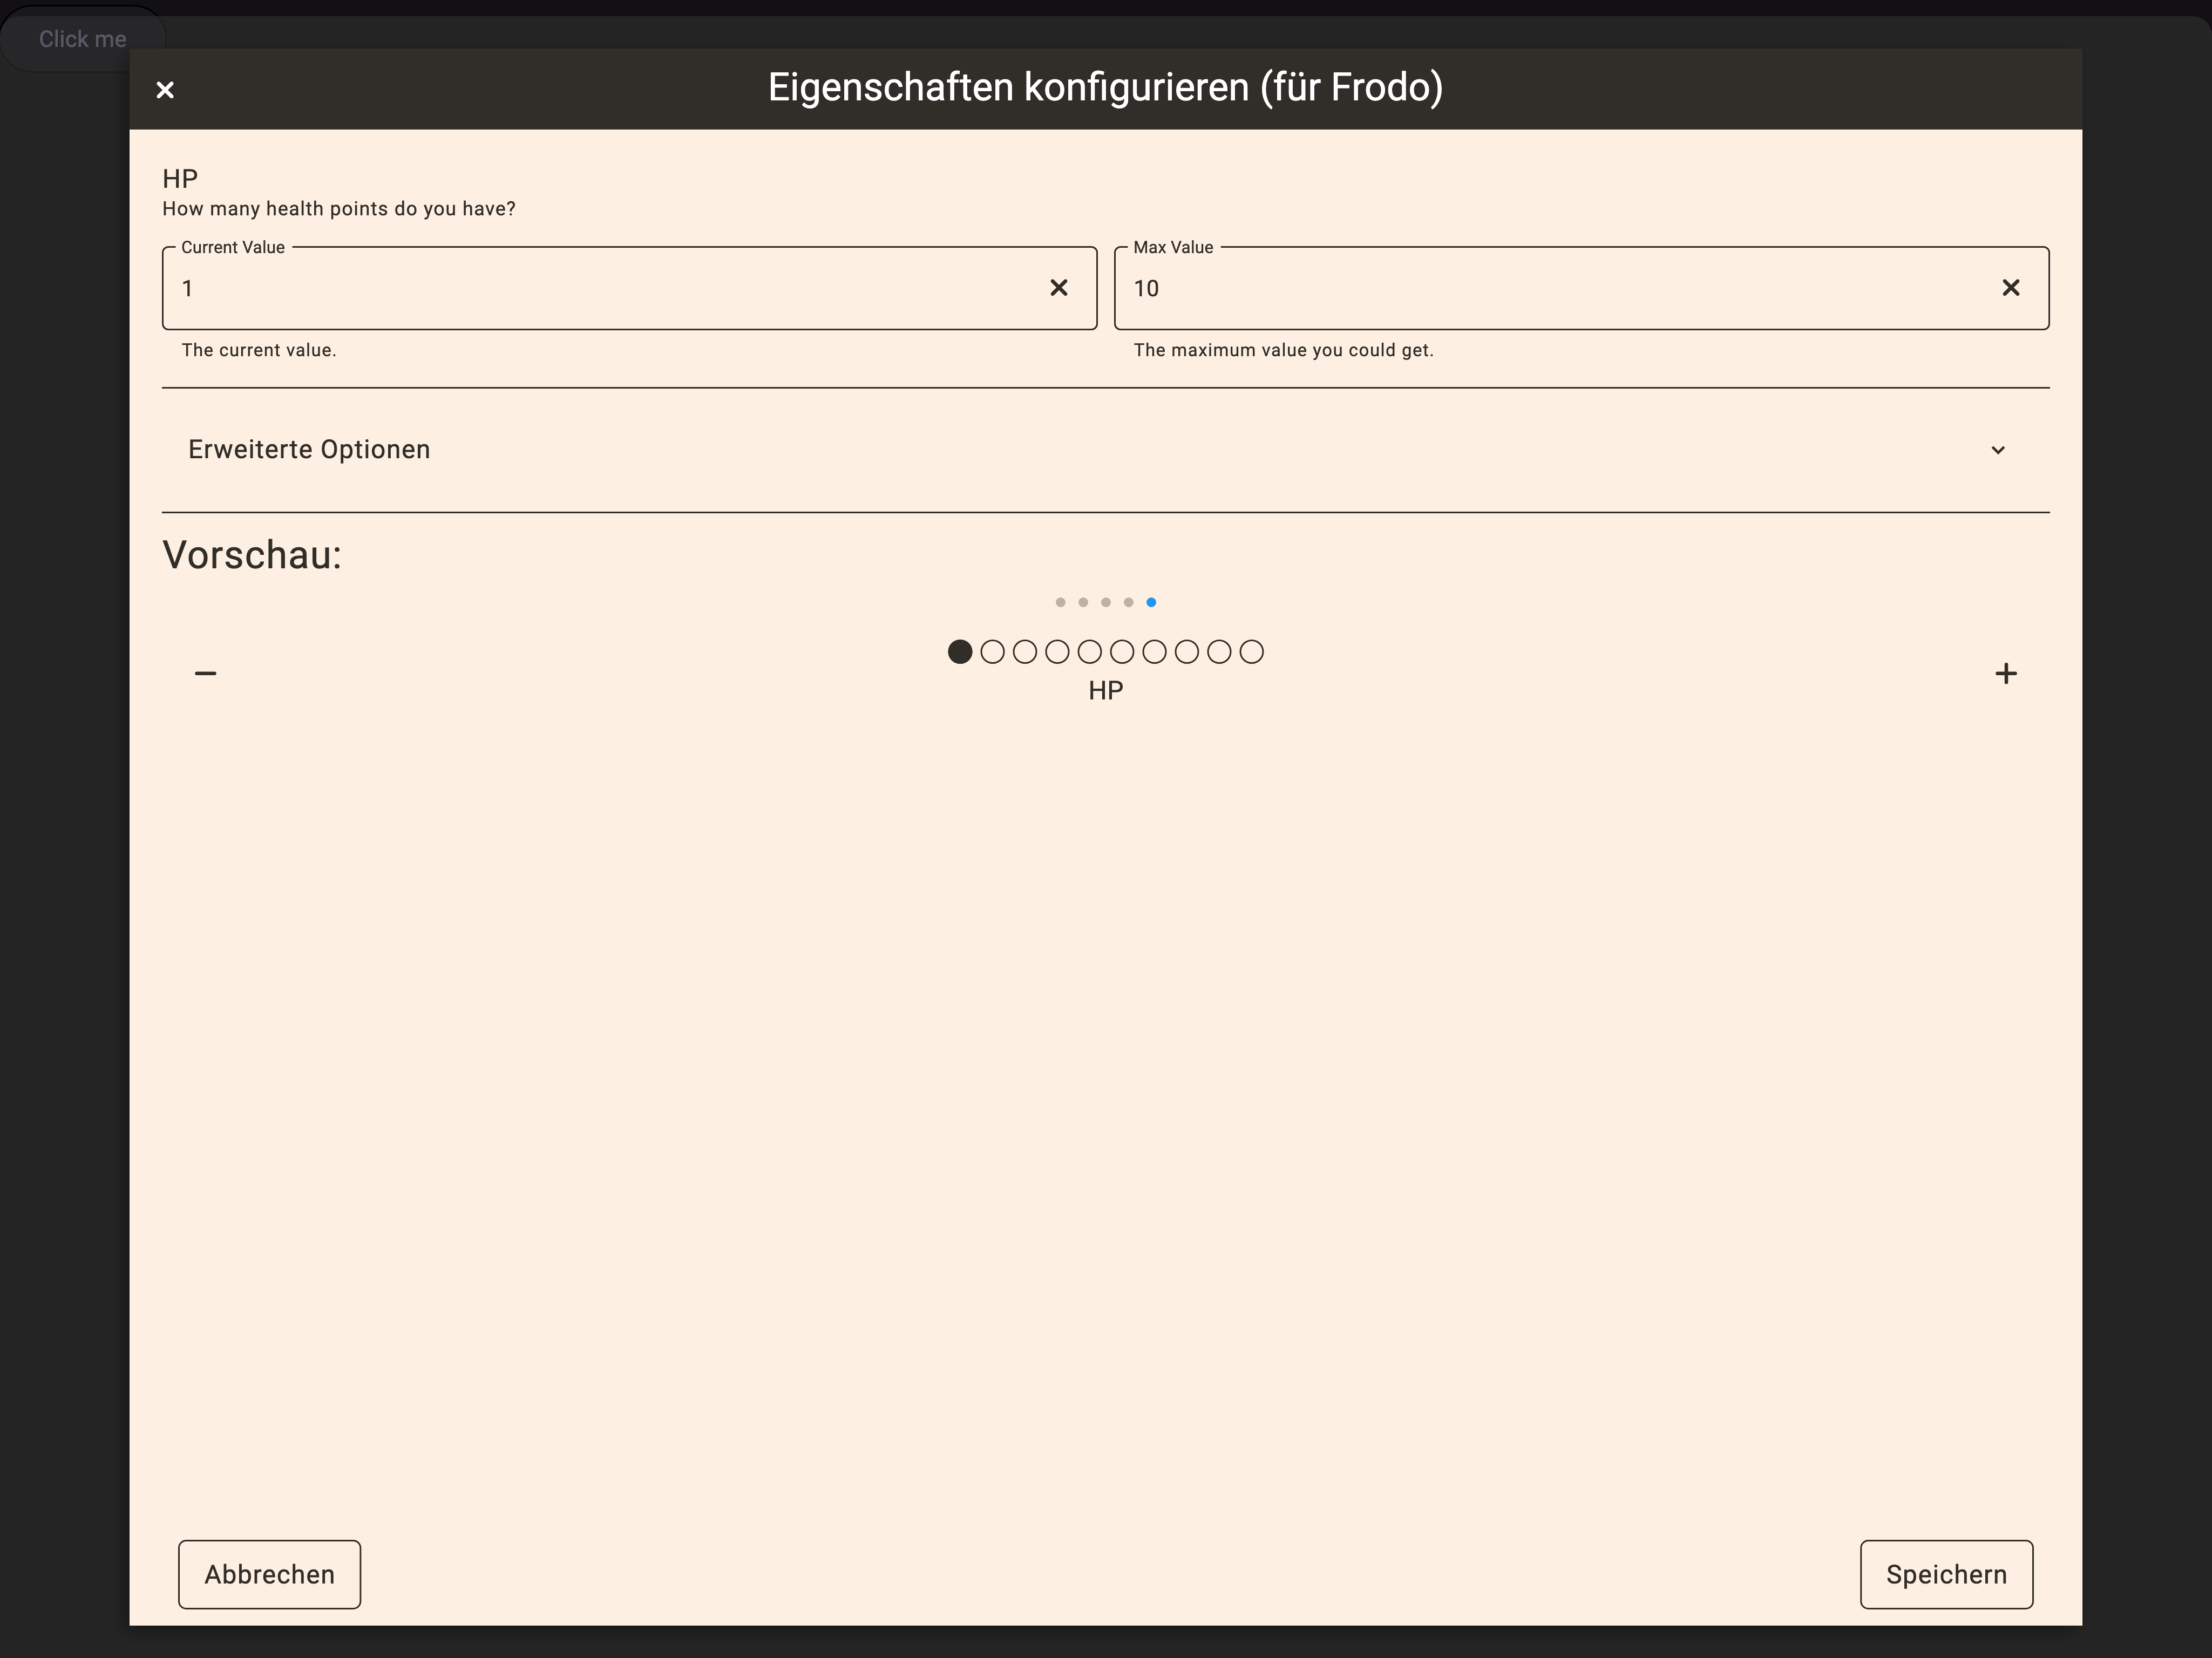 Click me
Eigenschaften konfigurieren (für Frodo)
HP
How many health points do you have?
Current Value
1
The current value.
Max Value
10
The maximum value you could get.
Erweiterte Optionen
Vorschau:
HP
Abbrechen
Speichern